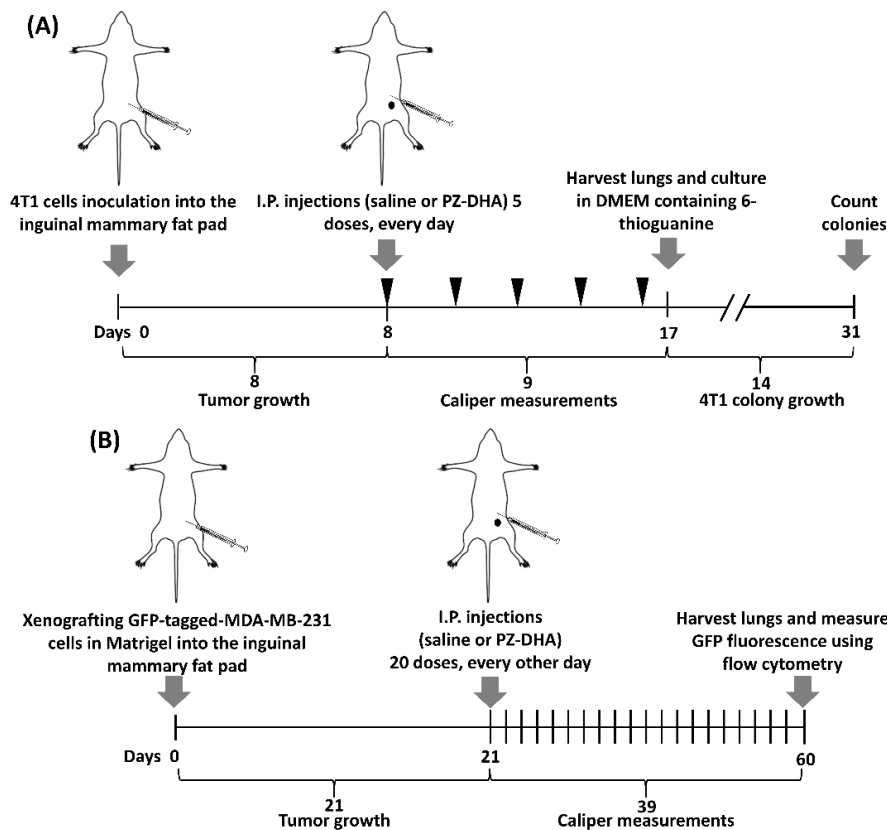 (A)
4T1 cells inoculation into the
inguinal mammary fat pad
I.P. injections (saline or PZ-DHA) 5
doses, every day
Harvest lungs and culture
in DMEM containing 6-
thioguanine
Count
colonies
Days 0
8
17
31
8
Tumor growth
9
Caliper measurements
14
4T1 colony growth
(B)
Xenografting GFP-tagged-MDA-MB-231
cells in Matrigel into the inguinal
mammary fat pad
I.P. injections
(saline or PZ-DHA)
20 doses, every other day
Harvest lungs and measure
GFP fluorescence using
flow cytometry
Days 0
21
60
21
Tumor growth
39
Caliper measurements